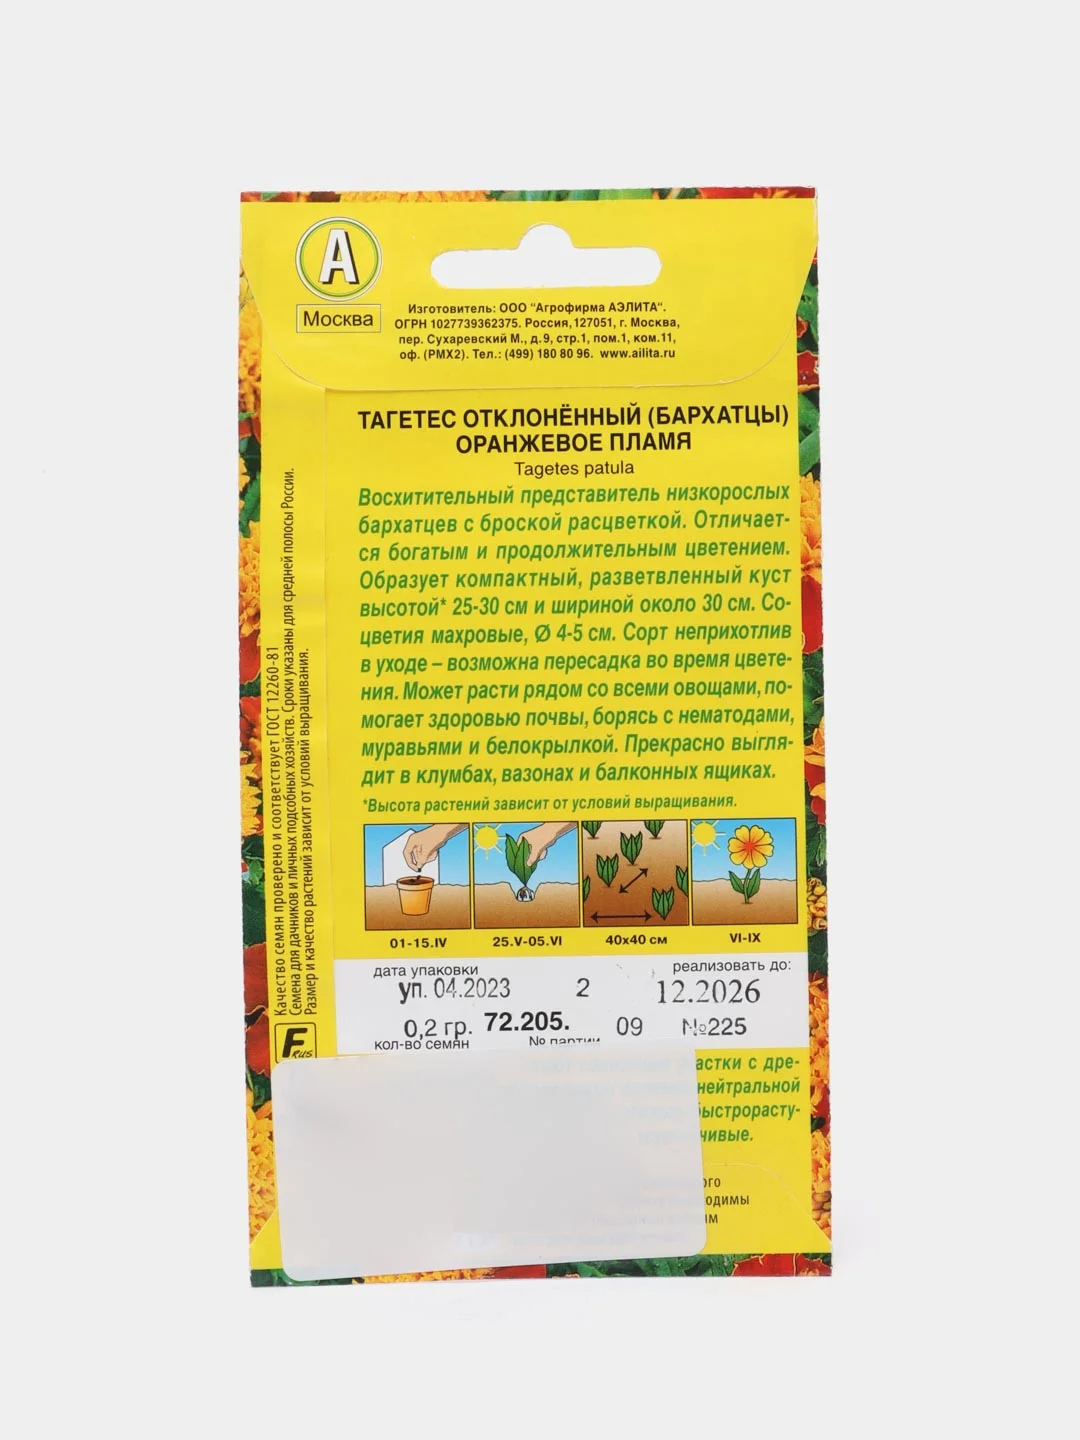 А
Москва
Изготовитель: ООО "Агрофирма АЭЛИТА".
ОГРН 1027739362375. Россия, 127051, г. Москва,
пер. Сухаревский М., д.9, стр.1, пом.1, ком.11,
оф. (РМХ2). Тел.: (499) 180 80 96. www.ailita.ru
ТАГЕТЕС ОТКЛОНЁННЫЙ (БАРХАТЦЫ)
ОРАНЖЕВОЕ ПЛАМЯ
Tagetes patula
Восхитительный представитель низкорослых
бархатцев с броской расцветкой. Отличает-
ся богатым и продолжительным цветением.
Образует компактный, разветвленный куст
высотой* 25-30 см и шириной около 30 см. Со-
цветия махровые, Ø 4-5 см. Сорт неприхотлив
в уходе – возможна пересадка во время цвете-
ния. Может расти рядом со всеми овощами, по-
могает здоровью почвы, борясь с нематодами,
муравьями и белокрылкой. Прекрасно выгля-
дит в клумбах, вазонах и балконных ящиках.
*Высота растений зависит от условий выращивания.
01-15.IV 25.V-05.VI 40х40 см VI-IX
Качество семян проверено и соответствует ГОСТ 12260-81
Семена для дачников и личных подсобных хозяйств. Сроки указаны для средней полосы России.
Размер и качество растений зависит от условий выращивания.
F RUS
дата упаковки реализовать до:
уп. 04.2023 2 12.2026
0,2 гр. 72.205. 09 №225
кол-во семян № партии
участки с дре-
нейтральной
быстрорасту-